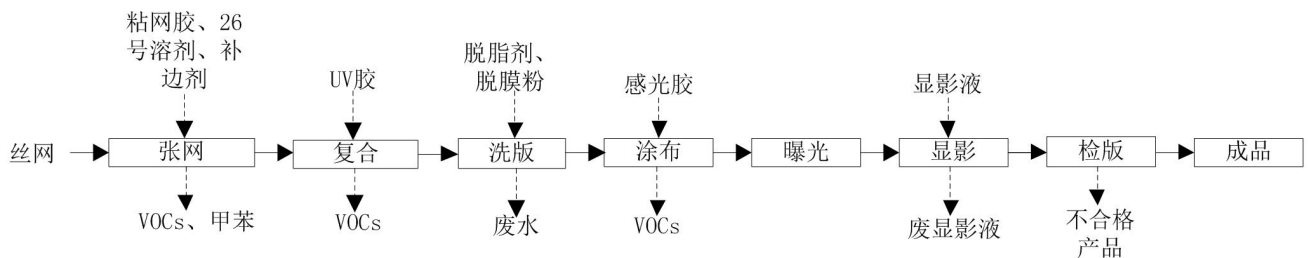 粘网胶、26
号溶剂、补
边剂
UV胶
脱脂剂、
脱膜粉
感光胶
显影液
丝网
张网
复合
洗版
涂布
曝光
显影
检版
成品
VOCs、甲苯
VOCs
废水
VOCs
废显影液
不合格
产品